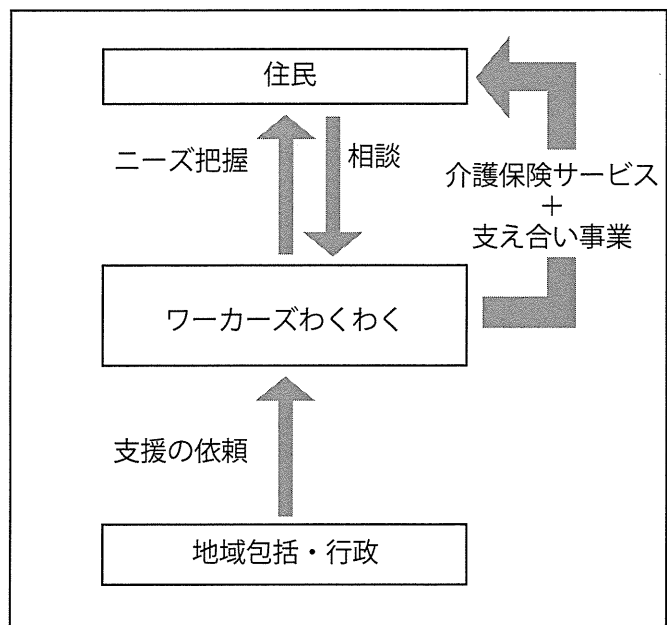 住民
ニーズ把握
相談
介護保険サービス
+
支え合い事業
ワーカーズわくわく
支援の依頼
地域包括・行政